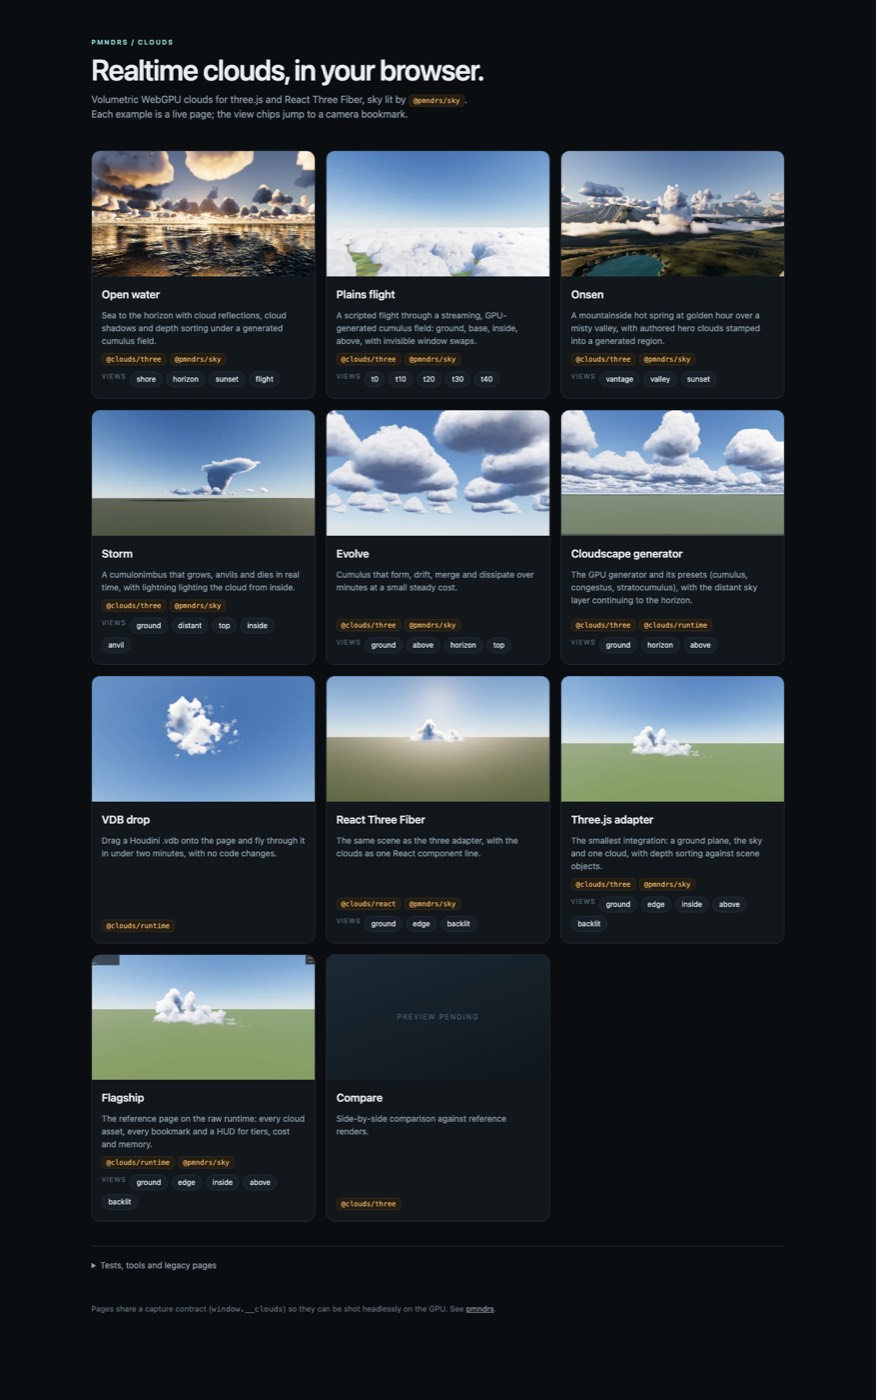 PMNDRS / CLOUDS
Realtime clouds, in your browser.
Volumetric WebGPU clouds for three.js and React Three Fiber, sky lit by @pmndrs/sky.
Each example is a live page; the view chips jump to a camera bookmark.
Open water
Sea to the horizon with cloud reflections, cloud
shadows and depth sorting under a generated
cumulus field.
@clouds/three @pmndrs/sky
VIEWS shore horizon sunset flight
Plains flight
A scripted flight through a streaming, GPU-
generated cumulus field: ground, base, inside,
above, with invisible window swaps.
@clouds/three @pmndrs/sky
VIEWS t0 t10 t20 t30 t40
Onsen
A mountainside hot spring at golden hour over a
misty valley, with authored hero clouds stamped
into a generated region.
@clouds/three @pmndrs/sky
VIEWS vantage valley sunset
Storm
A cumulonimbus that grows, anvils and dies in real
time, with lightning lighting the cloud from inside.
@clouds/three @pmndrs/sky
VIEWS ground distant top inside
anvil
Evolve
Cumulus that form, drift, merge and dissipate over
minutes at a small steady cost.
@clouds/three @pmndrs/sky
VIEWS ground above horizon top
Cloudscape generator
The GPU generator and its presets (cumulus,
congestus, stratocumulus), with the distant sky
layer continuing to the horizon.
@clouds/three @clouds/runtime
VIEWS ground horizon above
VDB drop
Drag a Houdini .vdb onto the page and fly through it
in under two minutes, with no code changes.
@clouds/runtime
React Three Fiber
The same scene as the three adapter, with the
clouds as one React component line.
@clouds/react @pmndrs/sky
VIEWS ground edge backlit
Three.js adapter
The smallest integration: a ground plane, the sky
and one cloud, with depth sorting against scene
objects.
@clouds/three @pmndrs/sky
VIEWS ground edge inside above
backlit
Flagship
The reference page on the raw runtime: every cloud
asset, every bookmark and a HUD for tiers, cost
and memory.
@clouds/runtime @pmndrs/sky
VIEWS ground edge inside above
backlit
PREVIEW PENDING
Compare
Side-by-side comparison against reference
renders.
@clouds/three
▶ Tests, tools and legacy pages
Pages share a capture contract (window.__clouds) so they can be shot headlessly on the GPU. See pmndrs.